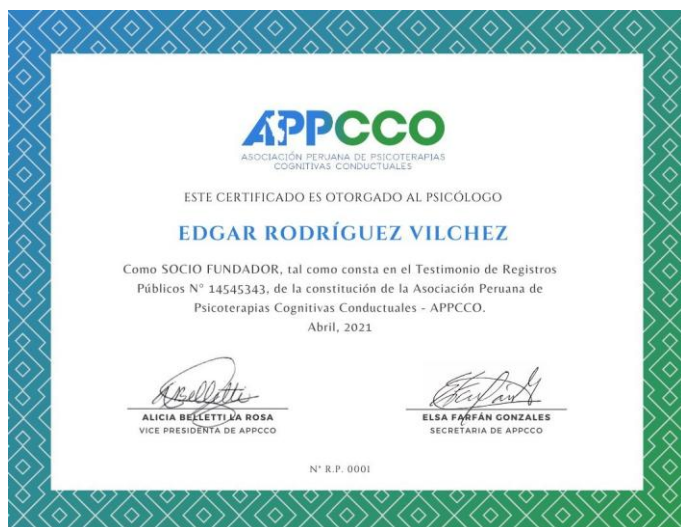 APPCCO
ASOCIACIÓN PERUANA DE PSICOTERAPIAS
COGNITIVAS CONDUCTUALES
ESTE CERTIFICADO ES OTORGADO AL PSICÓLOGO
EDGAR RODRÍGUEZ VILCHEZ
Como SOCIO FUNDADOR, tal como consta en el Testimonio de Registros
Públicos N° 14545343, de la constitución de la Asociación Peruana de
Psicoterapias Cognitivas Conductuales - APPCCO.
Abril, 2021
ABelletti
ALICIA BELLETTI LA ROSA
VICE PRESIDENTA DE APPCCO
ELSA FARFÁN GONZALES
SECRETARIA DE APPCCO
N° R.P. 0001